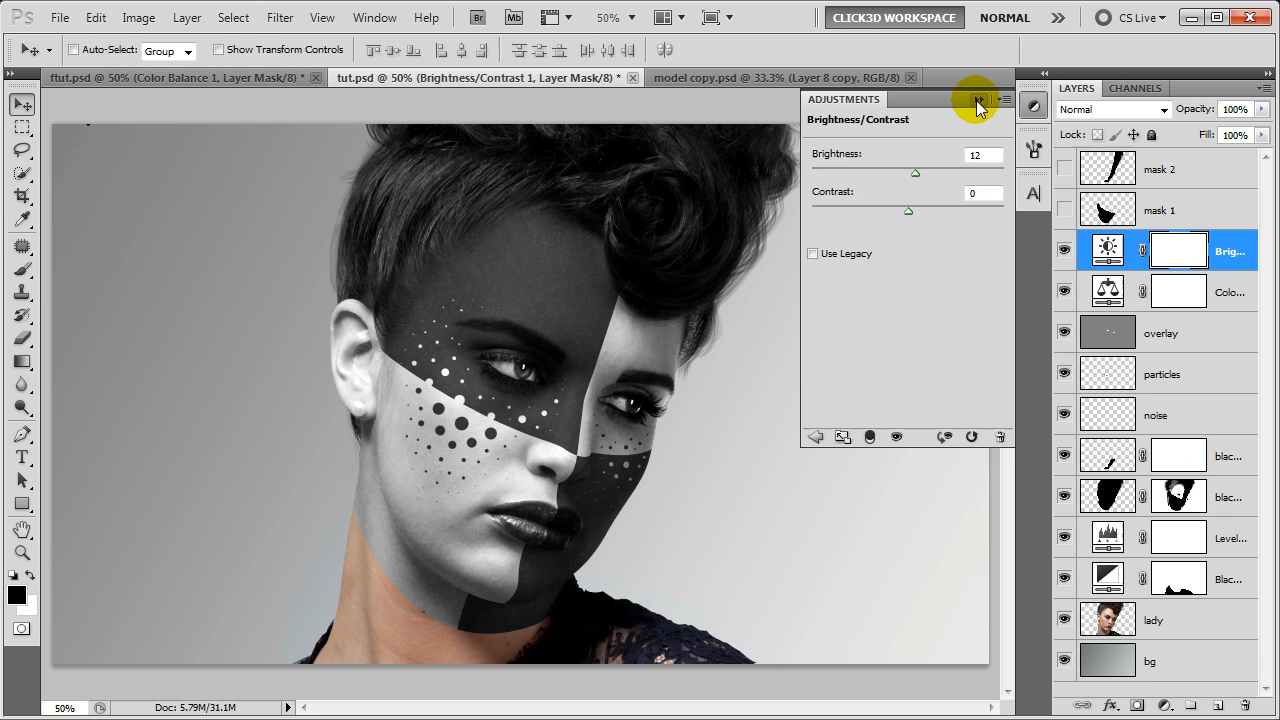 Ps File Edit Image Layer Select Filter View Window Help Br Mb 50% CLICK3D WORKSPACE NORMAL CS Live
Auto-Select: Group Show Transform Controls
ftut.psd @ 50% (Color Balance 1, Layer Mask/8) * tut.psd @ 50% (Brightness/Contrast 1, Layer Mask/8) * model copy.psd @ 33.3% (Layer 8 copy, RGB/8)
ADJUSTMENTS
Brightness/Contrast
Brightness: 12
Contrast: 0
Use Legacy
LAYERS CHANNELS
Normal Opacity: 100%
Lock: Fill: 100%
mask 2
mask 1
Brig...
Colo...
overlay
particles
noise
blac...
blac...
Level...
Blac...
lady
bg
50% Doc: 5.79M/31.1M